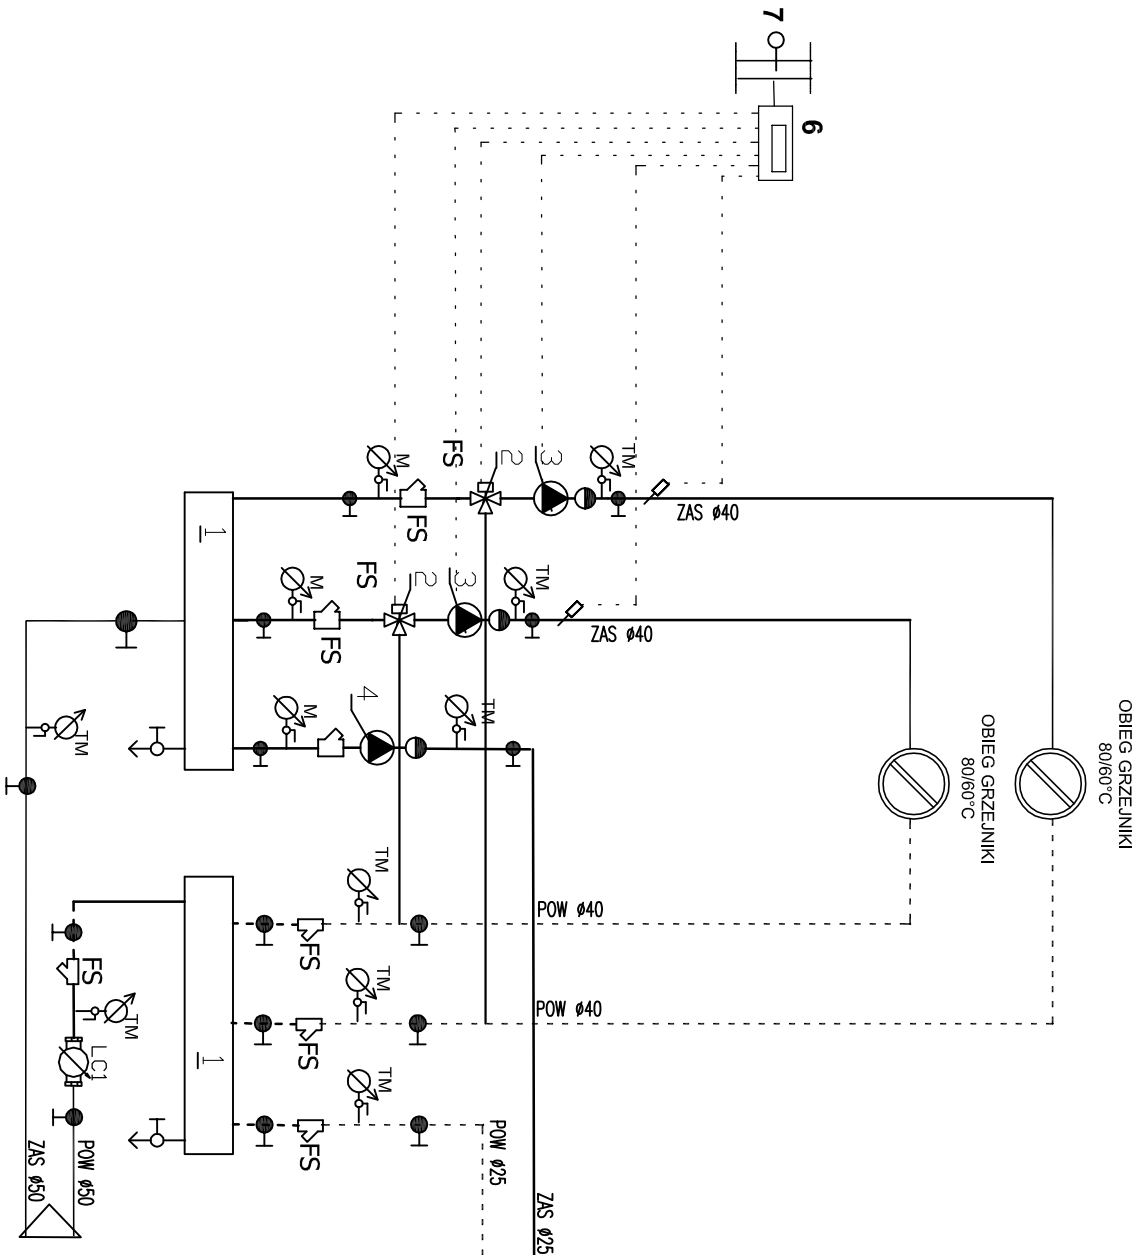 7
6
OBIEG GRZEJNIKI
80/60°C
OBIEG GRZEJNIKI
80/60°C
M
FS
2
3
TM
FS
ZAS ø40
1
M
FS
2
3
TM
FS
ZAS ø40
M
4
TM
TM
TM
FS
POW ø40
TM
FS
POW ø40
TM
FS
POW ø25
ZAS ø25
1
FS
TM
LC1
POW ø50
ZAS ø50